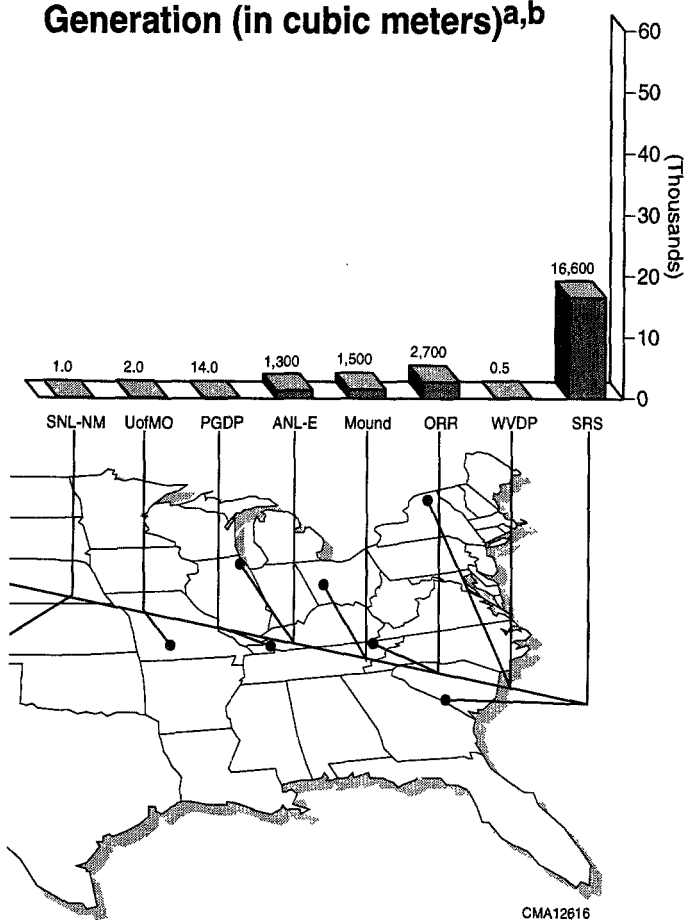 Generation (in cubic meters)a,b
60
50
40
30
20
10
0
(Thousands)
1.0 2.0 14.0 1,300 1,500 2,700 0.5 16,600
SNL-NM UofMO PGDP ANL-E Mound ORR WVDP SRS
CMA12616